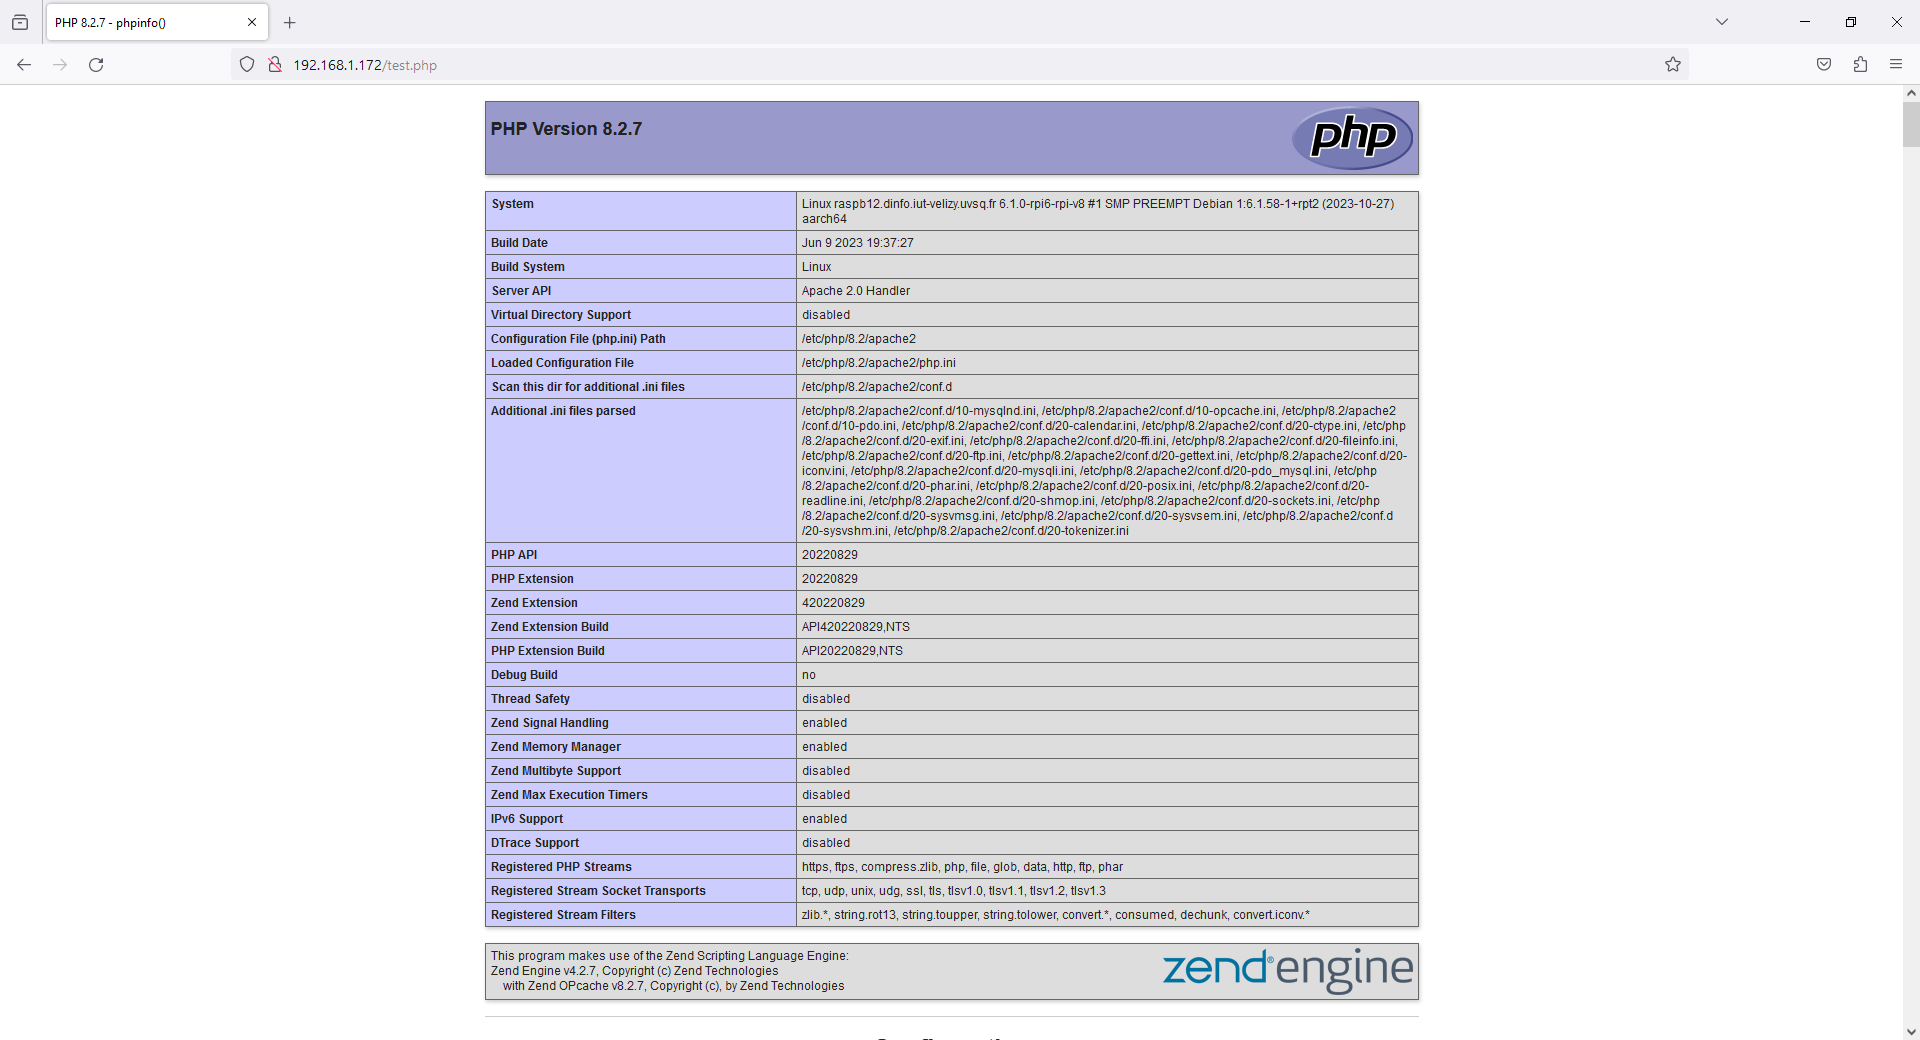 PHP 8.2.7 - phpinfo()
192.168.1.172/test.php
PHP Version 8.2.7
php
System
Linux raspb12.dinfo.iut-velizy.uvsq.fr 6.1.0-rpi6-rpi-v8 #1 SMP PREEMPT Debian 1:6.1.58-1+rpt2 (2023-10-27)
aarch64
Build Date
Jun 9 2023 19:37:27
Build System
Linux
Server API
Apache 2.0 Handler
Virtual Directory Support
disabled
Configuration File (php.ini) Path
/etc/php/8.2/apache2
Loaded Configuration File
/etc/php/8.2/apache2/php.ini
Scan this dir for additional .ini files
/etc/php/8.2/apache2/conf.d
Additional .ini files parsed
/etc/php/8.2/apache2/conf.d/10-mysqlnd.ini, /etc/php/8.2/apache2/conf.d/10-opcache.ini, /etc/php/8.2/apache2
/conf.d/10-pdo.ini, /etc/php/8.2/apache2/conf.d/20-calendar.ini, /etc/php/8.2/apache2/conf.d/20-ctype.ini, /etc/php
/8.2/apache2/conf.d/20-exif.ini, /etc/php/8.2/apache2/conf.d/20-ffi.ini, /etc/php/8.2/apache2/conf.d/20-fileinfo.ini,
/etc/php/8.2/apache2/conf.d/20-ftp.ini, /etc/php/8.2/apache2/conf.d/20-gettext.ini, /etc/php/8.2/apache2/conf.d/20-
iconv.ini, /etc/php/8.2/apache2/conf.d/20-mysqli.ini, /etc/php/8.2/apache2/conf.d/20-pdo_mysql.ini, /etc/php
/8.2/apache2/conf.d/20-phar.ini, /etc/php/8.2/apache2/conf.d/20-posix.ini, /etc/php/8.2/apache2/conf.d/20-
readline.ini, /etc/php/8.2/apache2/conf.d/20-shmop.ini, /etc/php/8.2/apache2/conf.d/20-sockets.ini, /etc/php
/8.2/apache2/conf.d/20-sysvmsg.ini, /etc/php/8.2/apache2/conf.d/20-sysvsem.ini, /etc/php/8.2/apache2/conf.d
/20-sysvshm.ini, /etc/php/8.2/apache2/conf.d/20-tokenizer.ini
PHP API
20220829
PHP Extension
20220829
Zend Extension
420220829
Zend Extension Build
API420220829,NTS
PHP Extension Build
API20220829,NTS
Debug Build
no
Thread Safety
disabled
Zend Signal Handling
enabled
Zend Memory Manager
enabled
Zend Multibyte Support
disabled
Zend Max Execution Timers
disabled
IPv6 Support
enabled
DTrace Support
disabled
Registered PHP Streams
https, ftps, compress.zlib, php, file, glob, data, http, ftp, phar
Registered Stream Socket Transports
tcp, udp, unix, udg, ssl, tls, tlsv1.0, tlsv1.1, tlsv1.2, tlsv1.3
Registered Stream Filters
zlib.*, string.rot13, string.toupper, string.tolower, convert.*, consumed, dechunk, convert.iconv.*
This program makes use of the Zend Scripting Language Engine:
Zend Engine v4.2.7, Copyright (c) Zend Technologies
with Zend OPcache v8.2.7, Copyright (c), by Zend Technologies
zend®engine